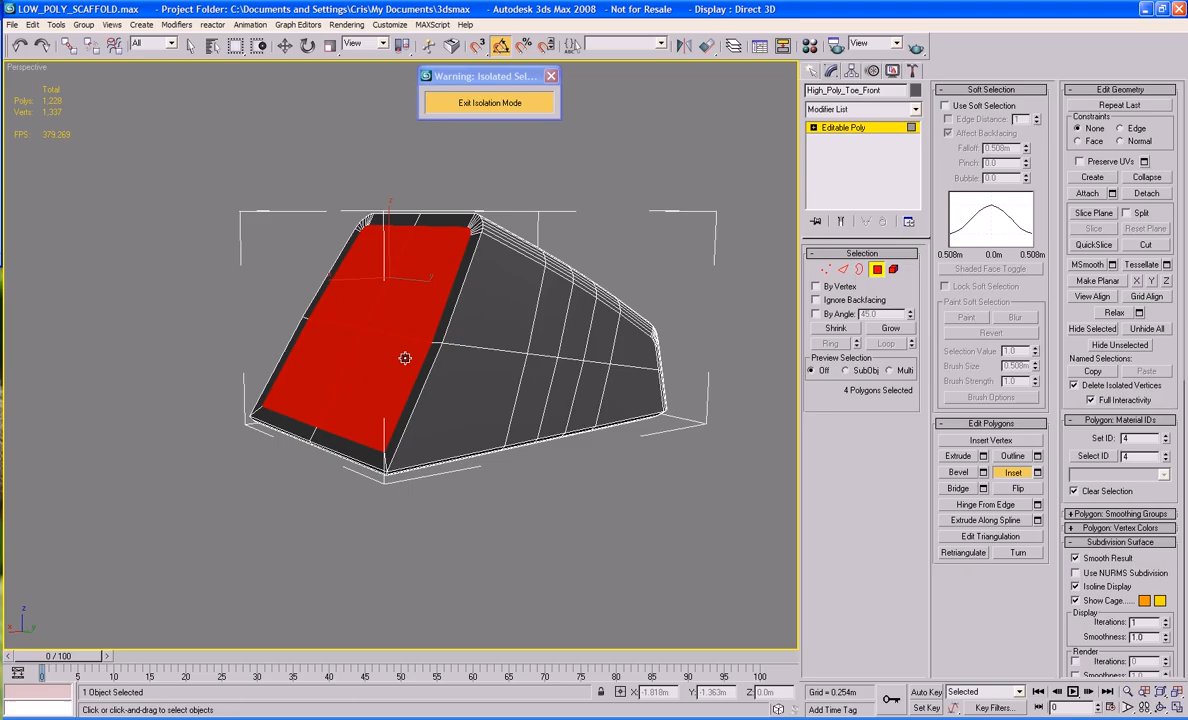 LOW_POLY_SCAFFOLD.max - Project Folder: C:\Documents and Settings\Cris\My Documents\3dsmax - Autodesk 3ds Max 2008 - Not for Resale - Display : Direct 3D
File Edit Tools Group Views Create Modifiers reactor Animation Graph Editors Rendering Customize MAXScript Help
All View View
Perspective
Total
Polys: 1,228
Verts: 1,337
FPS: 379.269
Warning: Isolated Sel...
Exit Isolation Mode
z
y
z
x y
High_Poly_Toe_Front
Modifier List
Editable Poly
Selection
By Vertex
Ignore Backfacing
By Angle: 45.0
Shrink Grow
Ring Loop
Preview Selection
Off SubObj Multi
4 Polygons Selected
Soft Selection
Use Soft Selection
Edge Distance: 1
Affect Backfacing
Falloff: 0.508m
Pinch: 0.0
Bubble: 0.0
0.508m 0.0m 0.508m
Shaded Face Toggle
Lock Soft Selection
Paint Soft Selection
Paint Blur
Revert
Selection Value 1.0
Brush Size 0.508m
Brush Strength 1.0
Brush Options
Edit Polygons
Insert Vertex
Extrude Outline
Bevel Inset
Bridge Flip
Hinge From Edge
Extrude Along Spline
Edit Triangulation
Retriangulate Turn
Edit Geometry
Repeat Last
Constraints
None Edge
Face Normal
Preserve UVs
Create Collapse
Attach Detach
Slice Plane Split
Slice Reset Plane
QuickSlice Cut
MSmooth Tessellate
Make Planar X Y Z
View Align Grid Align
Relax
Hide Selected Unhide All
Hide Unselected
Named Selections:
Copy Paste
Delete Isolated Vertices
Full Interactivity
Polygon: Material IDs
Set ID: 4
Select ID 4
Clear Selection
Polygon: Smoothing Groups
Polygon: Vertex Colors
Subdivision Surface
Smooth Result
Use NURMS Subdivision
Isoline Display
Show Cage......
Display
Iterations: 1
Smoothness: 1.0
Render
Iterations: 0
0 / 100
0 5 10 15 20 25 30 35 40 45 50 55 60 65 70 75 80 85 90 95 100
1 Object Selected X: -1.818m Y: -1.363m Z: 0.0m Grid = 0.254m Auto Key Selected
Click or click-and-drag to select objects Add Time Tag Set Key Key Filters... 0